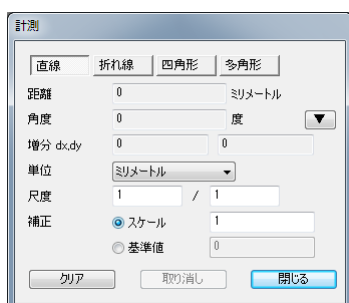 計測
直線 折れ線 四角形 多角形
距離 0 ミリメートル
角度 0 度 ▼
増分 dx,dy 0 0
単位 ミリメートル
尺度 1 / 1
補正 スケール 1
基準値 0
クリア 取り消し 閉じる